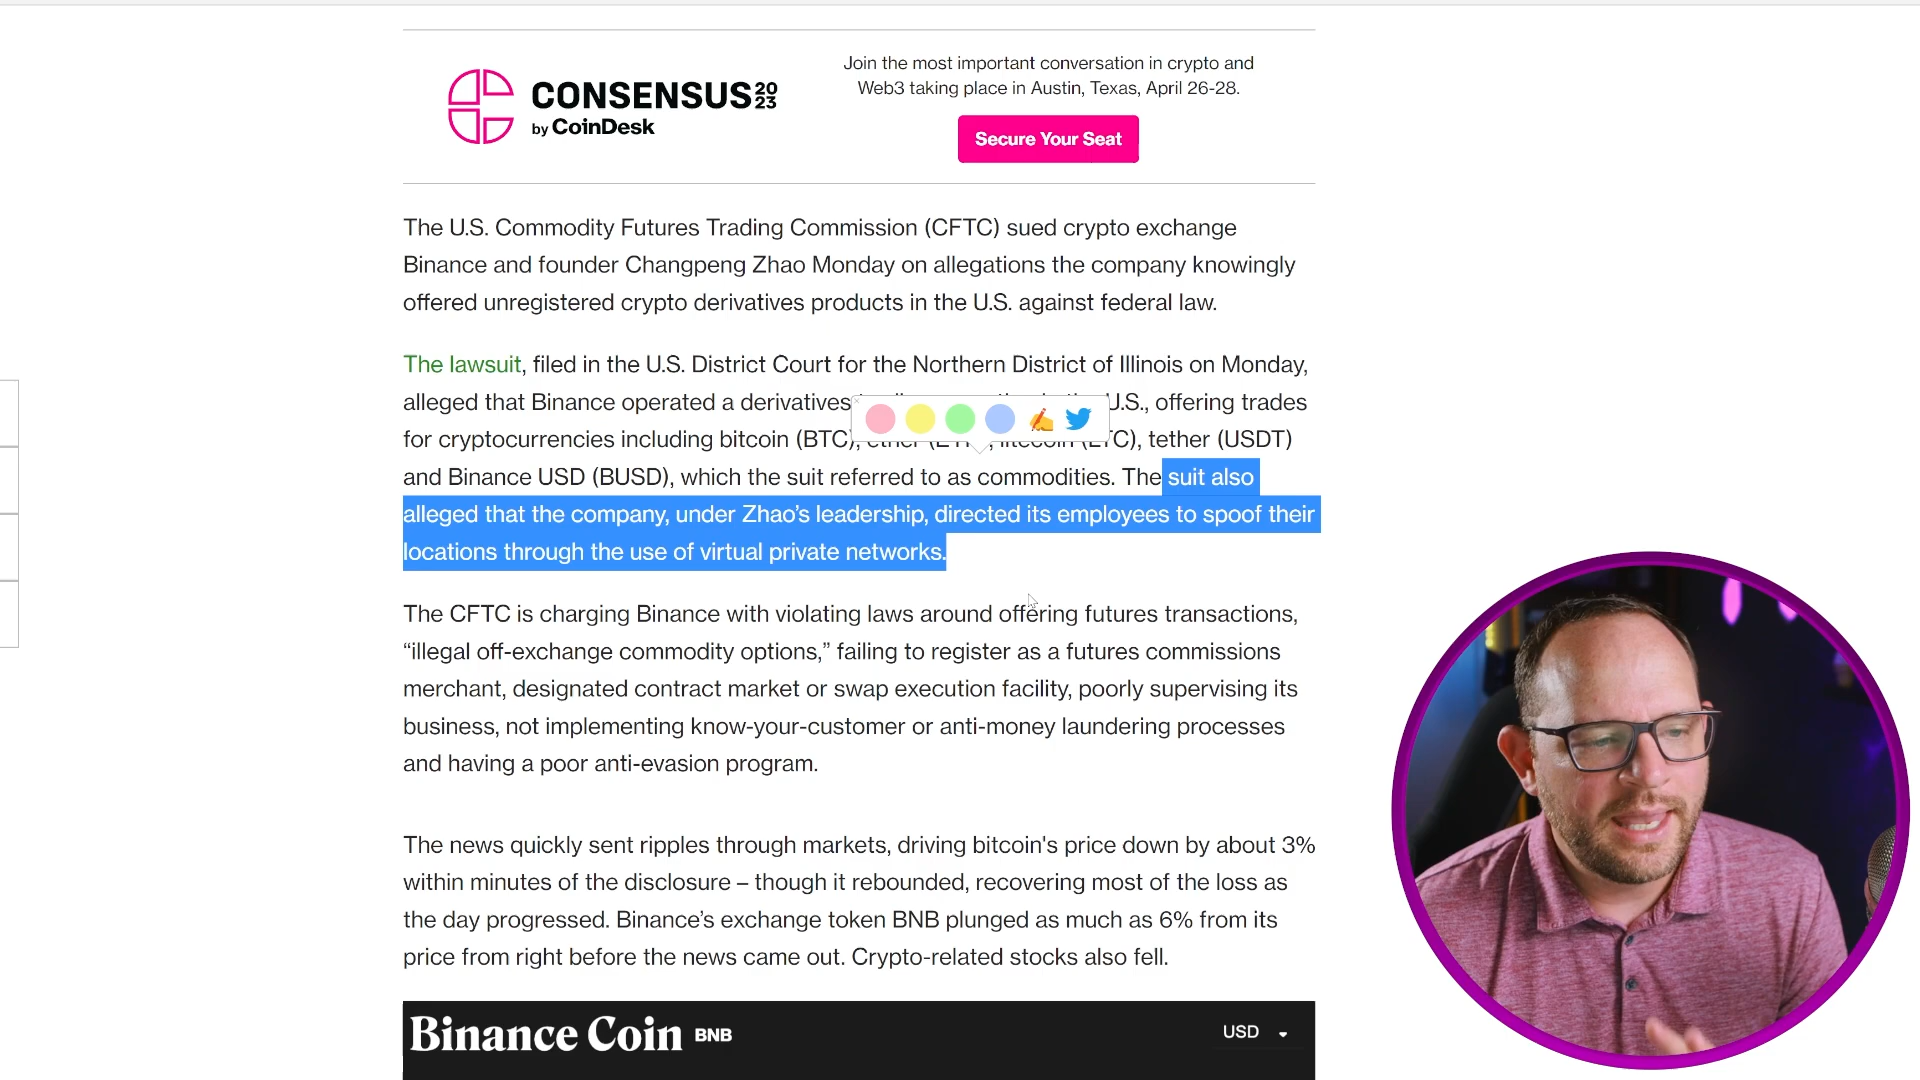 CONSENSUS 2023
by CoinDesk
Join the most important conversation in crypto and
Web3 taking place in Austin, Texas, April 26-28.
Secure Your Seat
The U.S. Commodity Futures Trading Commission (CFTC) sued crypto exchange
Binance and founder Changpeng Zhao Monday on allegations the company knowingly
offered unregistered crypto derivatives products in the U.S. against federal law.
The lawsuit, filed in the U.S. District Court for the Northern District of Illinois on Monday,
alleged that Binance operated a derivatives U.S., offering trades
for cryptocurrencies including bitcoin (BTC), tether (USDT)
and Binance USD (BUSD), which the suit referred to as commodities. The suit also
alleged that the company, under Zhao’s leadership, directed its employees to spoof their
locations through the use of virtual private networks.
The CFTC is charging Binance with violating laws around offering futures transactions,
“illegal off-exchange commodity options,” failing to register as a futures commissions
merchant, designated contract market or swap execution facility, poorly supervising its
business, not implementing know-your-customer or anti-money laundering processes
and having a poor anti-evasion program.
The news quickly sent ripples through markets, driving bitcoin's price down by about 3%
within minutes of the disclosure – though it rebounded, recovering most of the loss as
the day progressed. Binance’s exchange token BNB plunged as much as 6% from its
price from right before the news came out. Crypto-related stocks also fell.
Binance Coin BNB
USD